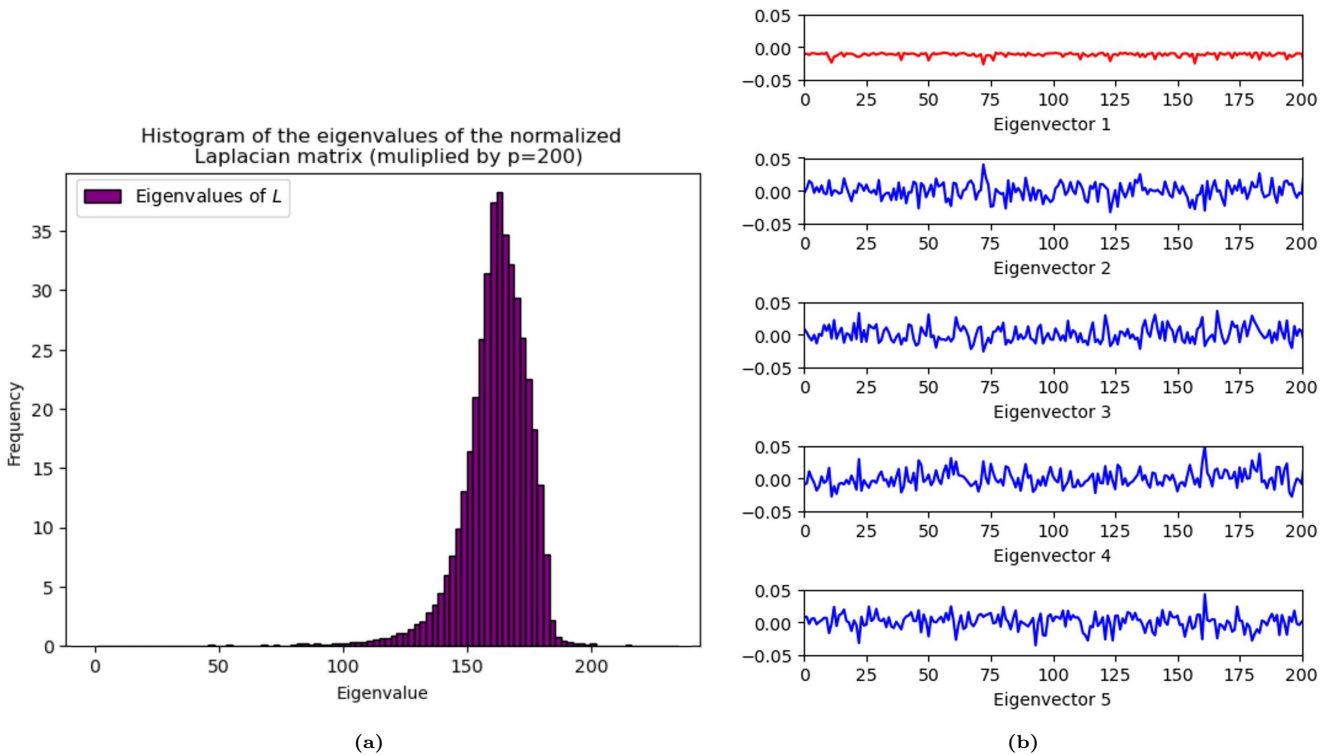 Histogram of the eigenvalues of the normalized
Laplacian matrix (muliplied by p=200)
Eigenvalues of L
Frequency
35
30
25
20
15
10
5
0
0 50 100 150 200
Eigenvalue
(a)
0.05
0.00
−0.05
0 25 50 75 100 125 150 175 200
Eigenvector 1
0.05
0.00
−0.05
0 25 50 75 100 125 150 175 200
Eigenvector 2
0.05
0.00
−0.05
0 25 50 75 100 125 150 175 200
Eigenvector 3
0.05
0.00
−0.05
0 25 50 75 100 125 150 175 200
Eigenvector 4
0.05
0.00
−0.05
0 25 50 75 100 125 150 175 200
Eigenvector 5
(b)